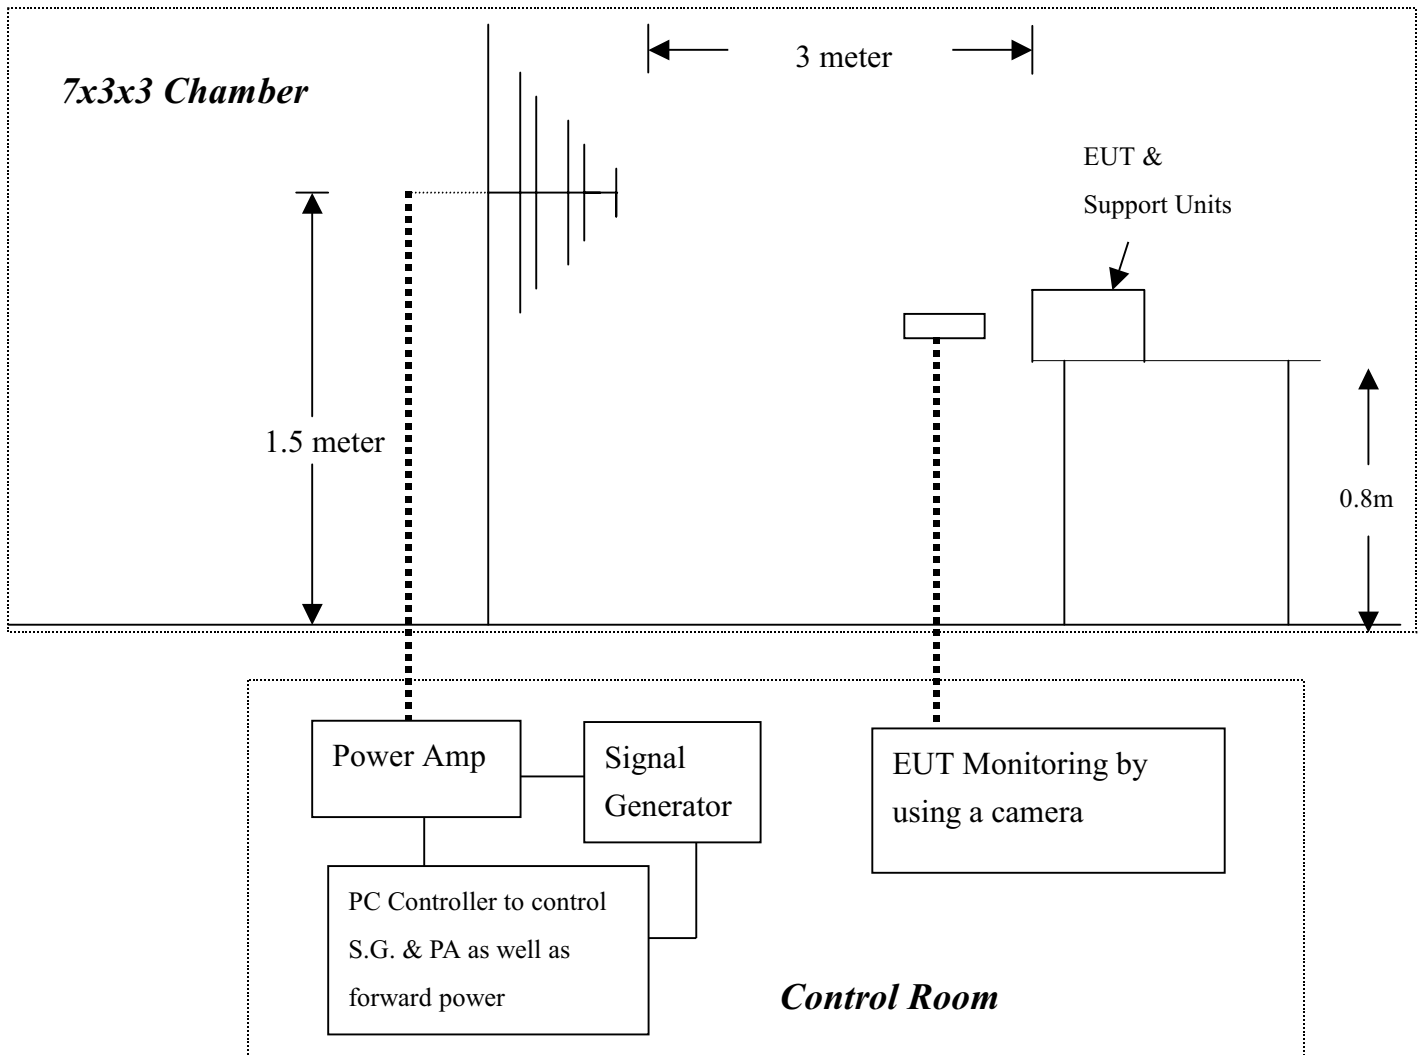 3 meter
7x3x3 Chamber
EUT &
Support Units
1.5 meter
0.8m
Power Amp
Signal
Generator
EUT Monitoring by
using a camera
PC Controller to control
S.G. & PA as well as
forward power
Control Room